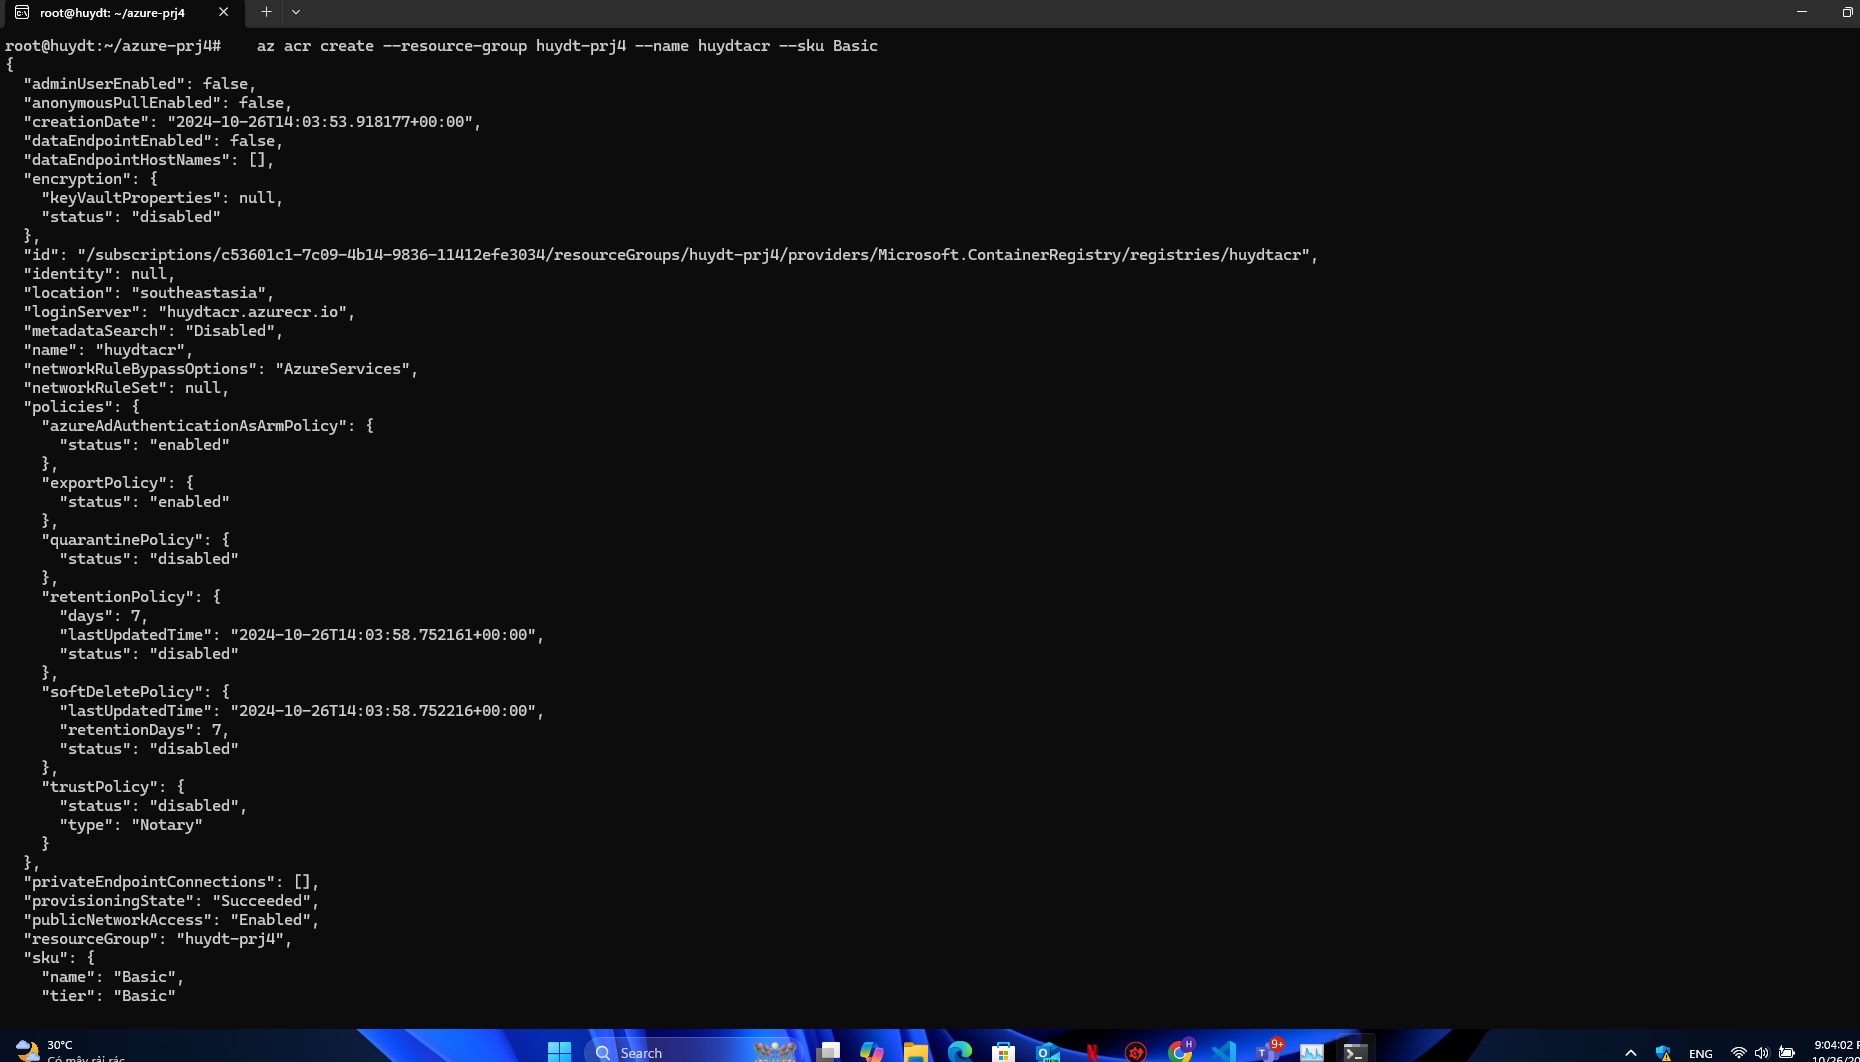 root@huydt: ~/azure-prj4
root@huydt:~/azure-prj4#    az acr create --resource-group huydt-prj4 --name huydtacr --sku Basic
{
  "adminUserEnabled": false,
  "anonymousPullEnabled": false,
  "creationDate": "2024-10-26T14:03:53.918177+00:00",
  "dataEndpointEnabled": false,
  "dataEndpointHostNames": [],
  "encryption": {
    "keyVaultProperties": null,
    "status": "disabled"
  },
  "id": "/subscriptions/c53601c1-7c09-4b14-9836-11412efe3034/resourceGroups/huydt-prj4/providers/Microsoft.ContainerRegistry/registries/huydtacr",
  "identity": null,
  "location": "southeastasia",
  "loginServer": "huydtacr.azurecr.io",
  "metadataSearch": "Disabled",
  "name": "huydtacr",
  "networkRuleBypassOptions": "AzureServices",
  "networkRuleSet": null,
  "policies": {
    "azureAdAuthenticationAsArmPolicy": {
      "status": "enabled"
    },
    "exportPolicy": {
      "status": "enabled"
    },
    "quarantinePolicy": {
      "status": "disabled"
    },
    "retentionPolicy": {
      "days": 7,
      "lastUpdatedTime": "2024-10-26T14:03:58.752161+00:00",
      "status": "disabled"
    },
    "softDeletePolicy": {
      "lastUpdatedTime": "2024-10-26T14:03:58.752216+00:00",
      "retentionDays": 7,
      "status": "disabled"
    },
    "trustPolicy": {
      "status": "disabled",
      "type": "Notary"
    }
  },
  "privateEndpointConnections": [],
  "provisioningState": "Succeeded",
  "publicNetworkAccess": "Enabled",
  "resourceGroup": "huydt-prj4",
  "sku": {
    "name": "Basic",
    "tier": "Basic"
30°C
Có mây rải rác
Search
H
9+
ENG
9:04:02
10/26/20